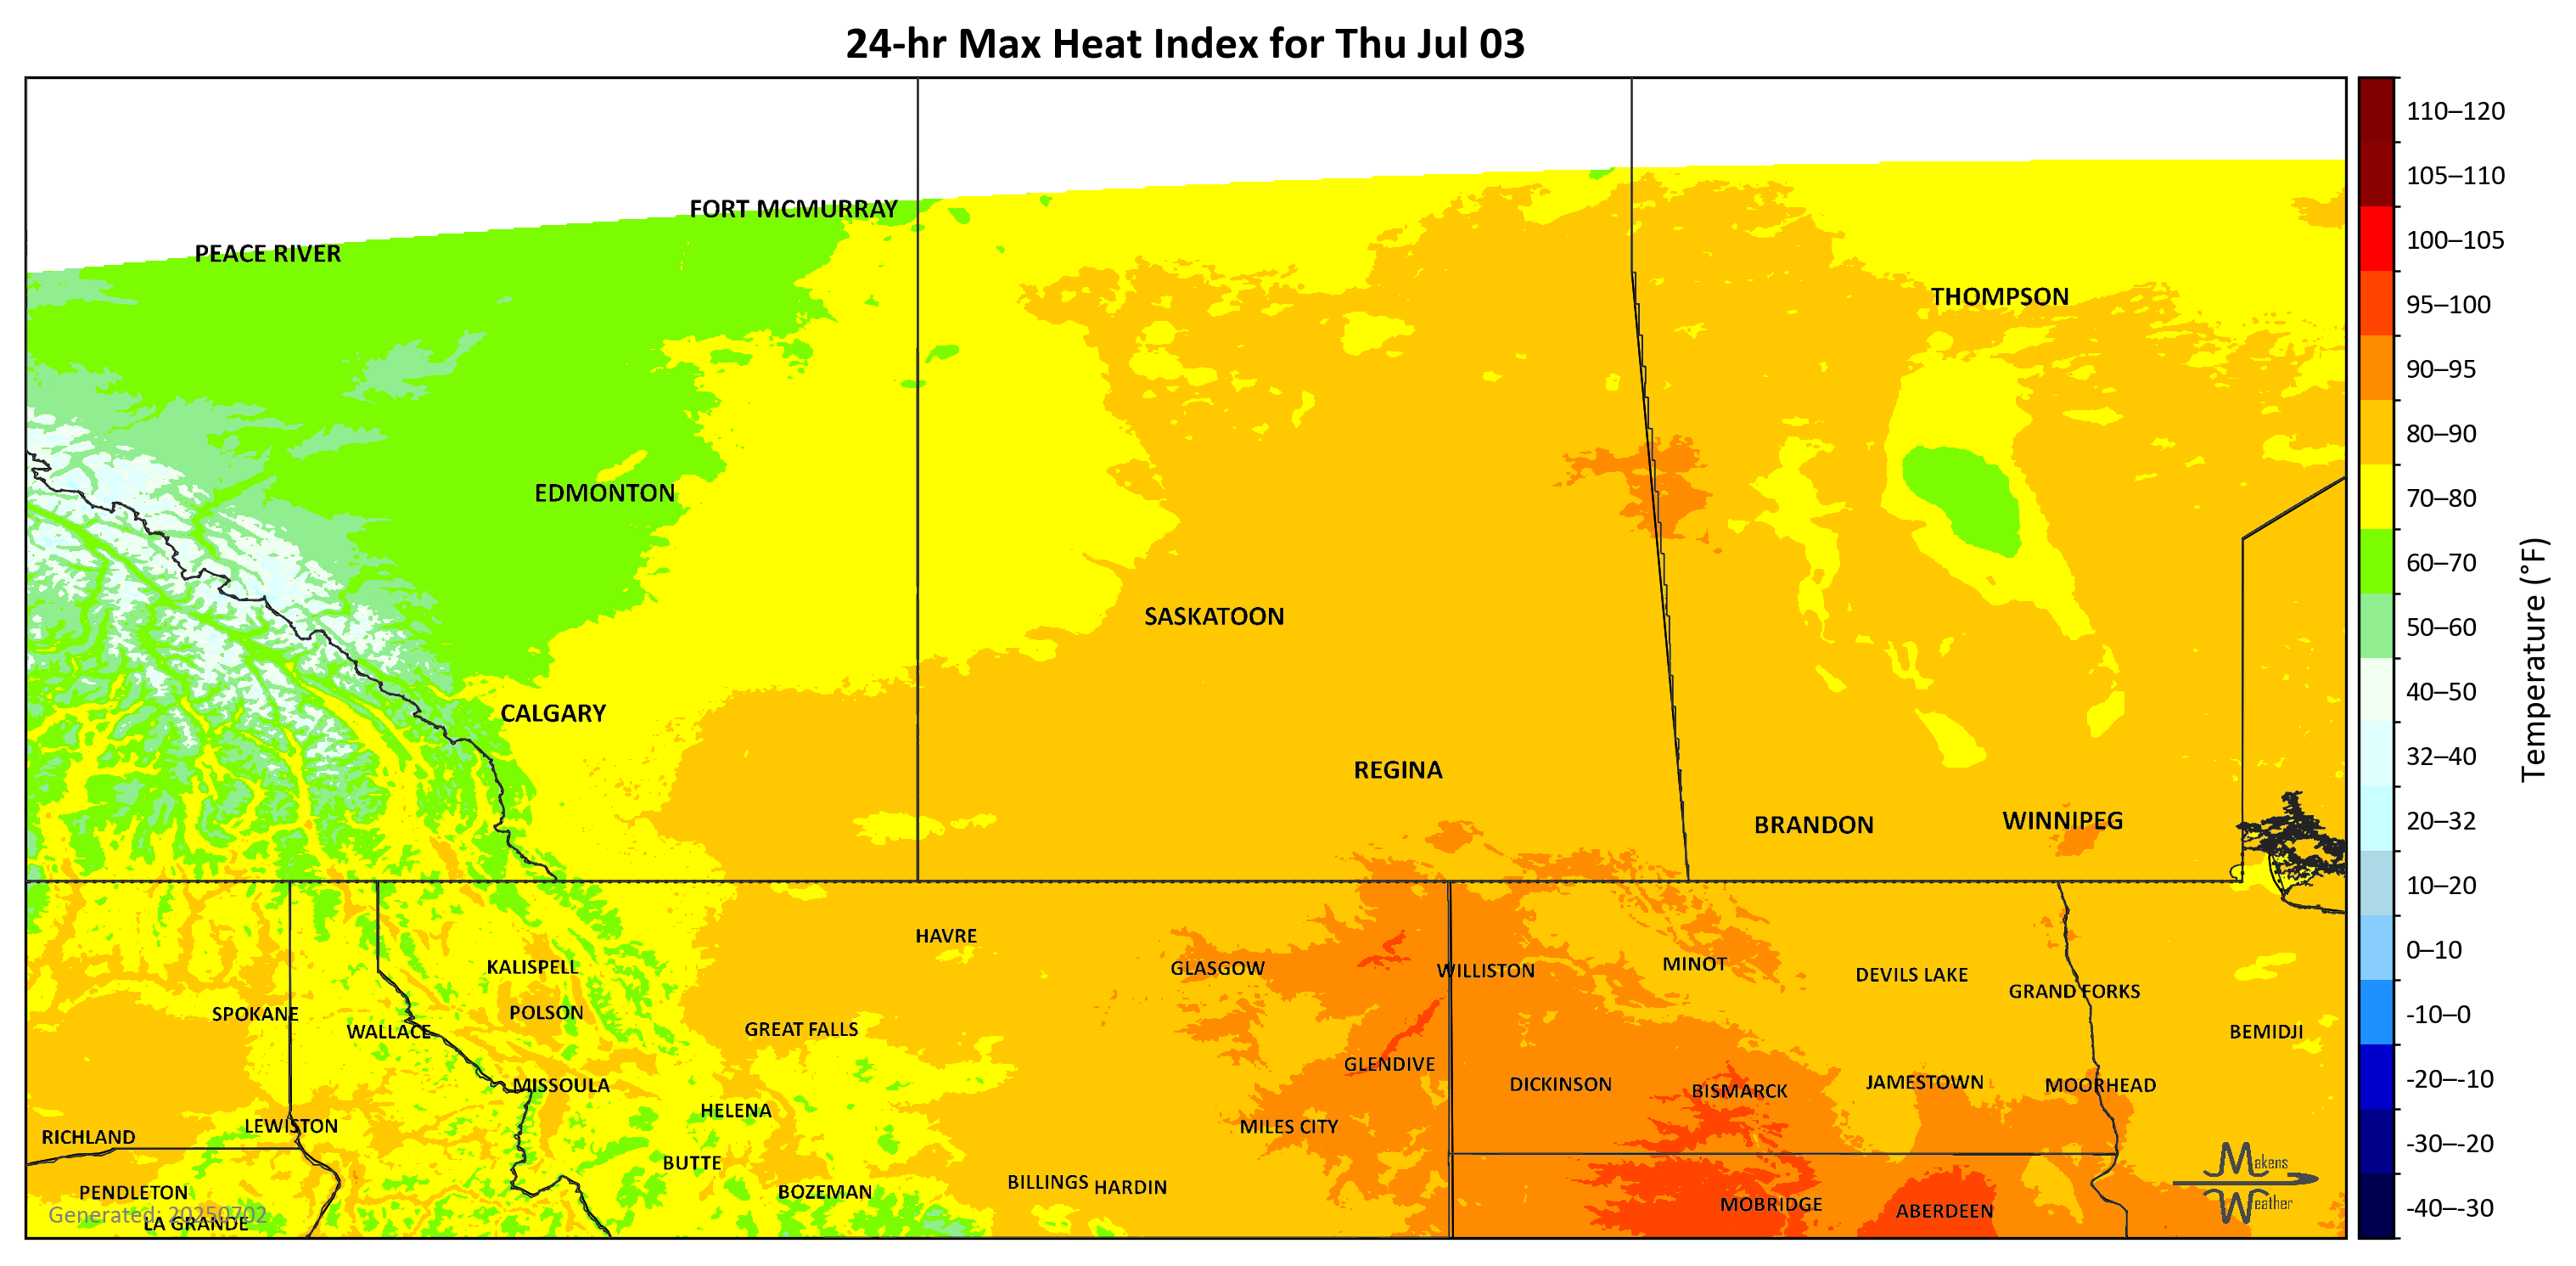 24-hr Max Heat Index for Thu Jul 03
FORT MCMURRAY
PEACE RIVER
THOMPSON
EDMONTON
SASKATOON
CALGARY
REGINA
BRANDON
WINNIPEG
HAVRE
KALISPELL
GLASGOW
WILLISTON
MINOT
DEVILS LAKE
GRAND FORKS
SPOKANE
POLSON
WALLACE
GREAT FALLS
BEMIDJI
GLENDIVE
MISSOULA
DICKINSON
BISMARCK
JAMESTOWN
MOORHEAD
HELENA
LEWISTON
MILES CITY
RICHLAND
BUTTE
PENDLETON
BOZEMAN
BILLINGS
HARDIN
MOBRIDGE
ABERDEEN
Generated: 20250702
LA GRANDE
Makens
Weather
110–120
105–110
100–105
95–100
90–95
80–90
70–80
60–70
50–60
40–50
32–40
20–32
10–20
0–10
-10–0
-20–-10
-30–-20
-40–-30
Temperature (°F)